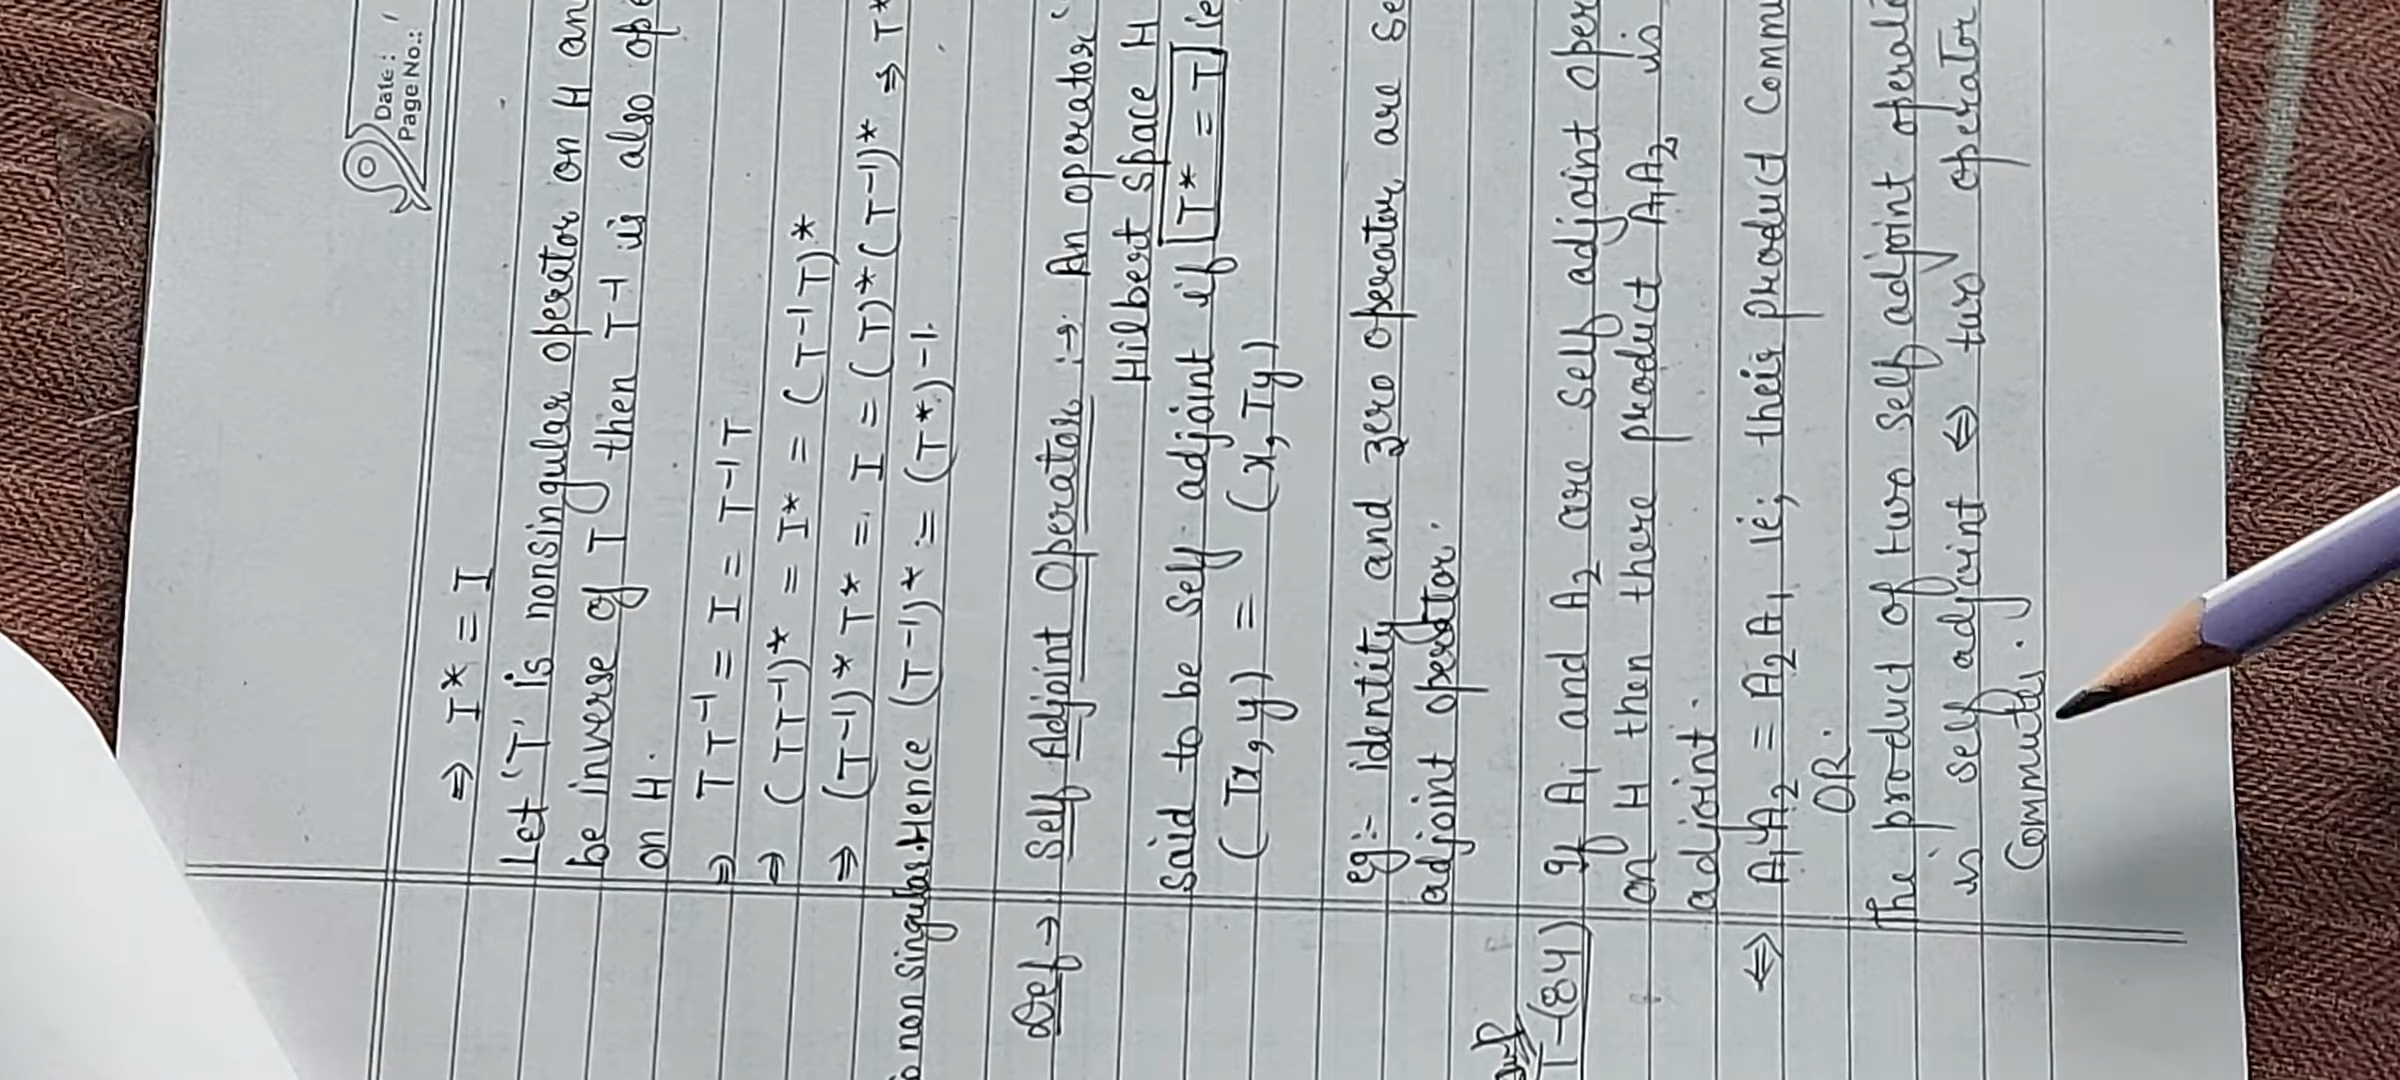 Date: /
Page No.:
⇒ I* = I
Let 'T' is nonsingular operator on H an
be inverse of T then T-1 is also ope
on H.
⇒ TT-1 = I = T-1T
⇒ (TT-1)* = I* = (T-1T)*
⇒ (T-1)* T* = I = (T)* (T-1)* ⇒ T*
nonsingular. Hence (T-1)* = (T*)-1.
Def → Self Adjoint Operator :→ An operator
Hilbert space H
said to be self adjoint if T* = T ie
(Tx, y) = (x, Ty)
eg:- identity and zero operator are se
adjoint operator.
T-(84) If A1 and A2 are self adjoint oper
on H then there product A1A2 is
adjoint.
⇔ A1A2 = A2A1 ie; their product Commu
OR.
The product of two self adjoint operat
is self adjoint ⇔ two operator
Commutes.